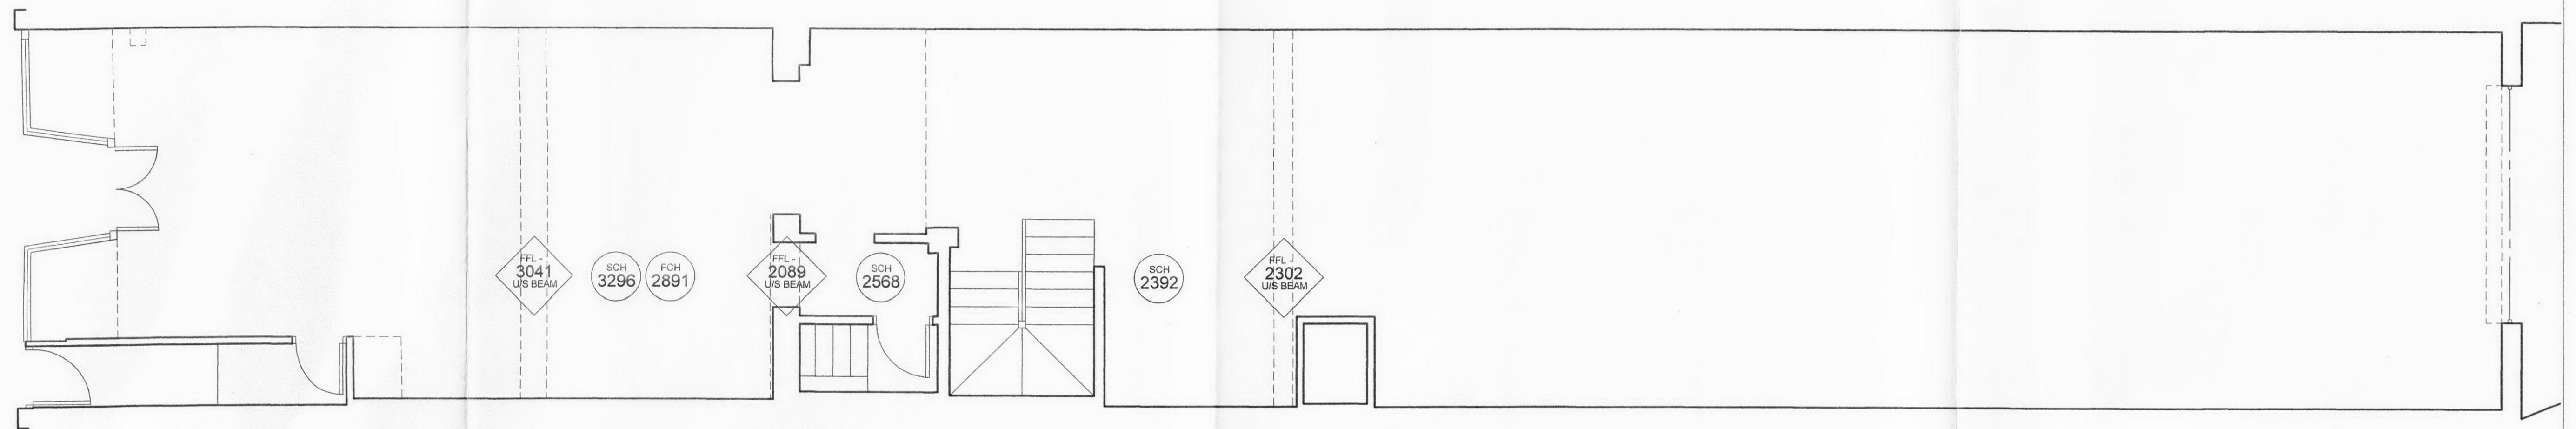 FFL -
3041
U/S BEAM
SCH
3296
FCH
2891
FFL -
2089
U/S BEAM
SCH
2568
SCH
2392
FFL -
2302
U/S BEAM